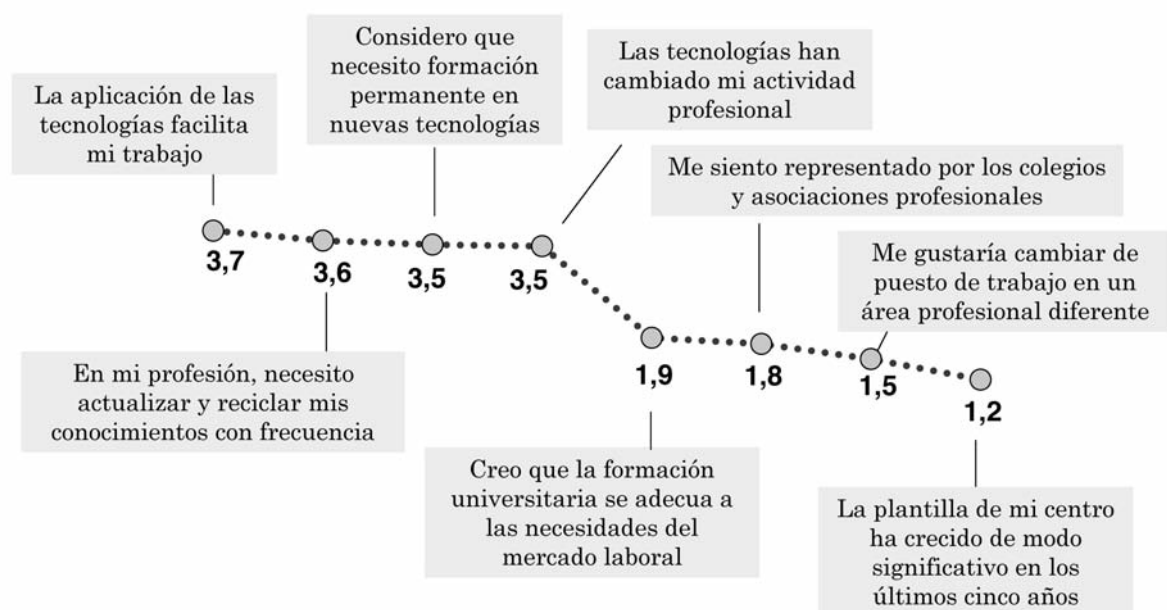 La aplicación de las
tecnologías facilita
mi trabajo
Considero que
necesito formación
permanente en
nuevas tecnologías
Las tecnologías han
cambiado mi actividad
profesional
Me siento representado por los colegios
y asociaciones profesionales
Me gustaría cambiar de
puesto de trabajo en un
área profesional diferente
3,7
3,6
3,5
3,5
1,9
1,8
1,5
1,2
En mi profesión, necesito
actualizar y reciclar mis
conocimientos con frecuencia
Creo que la formación
universitaria se adecua a
las necesidades del
mercado laboral
La plantilla de mi centro
ha crecido de modo
significativo en los
últimos cinco años